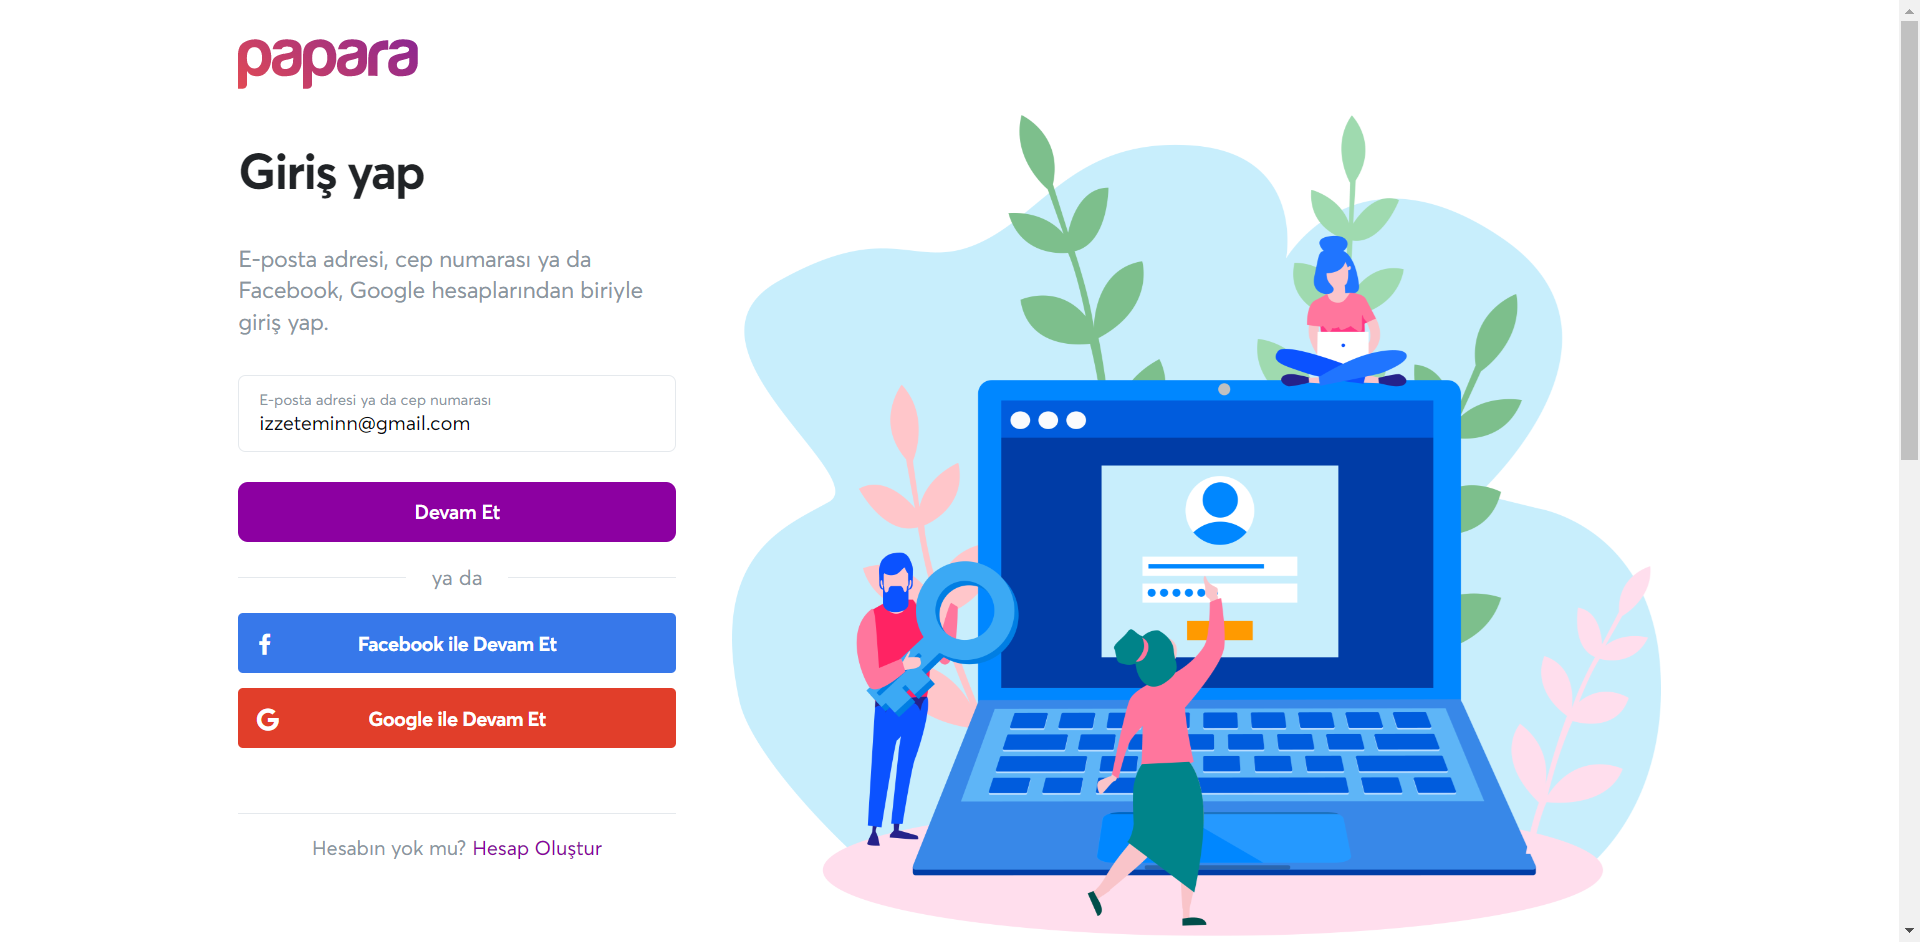 papara
Giriş yap
E-posta adresi, cep numarası ya da
Facebook, Google hesaplarından biriyle
giriş yap.
E-posta adresi ya da cep numarası
izzeteminn@gmail.com
Devam Et
ya da
Facebook ile Devam Et
Google ile Devam Et
Hesabın yok mu? Hesap Oluştur